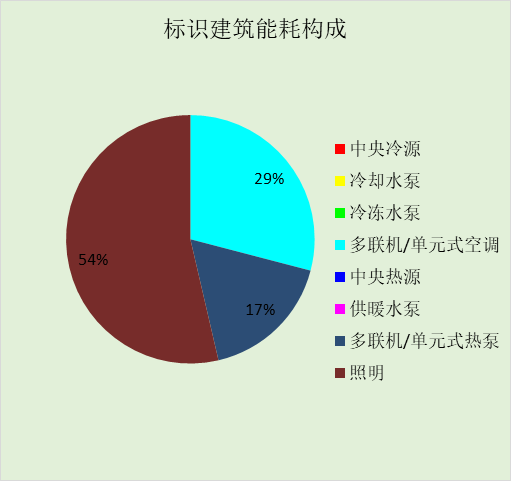 标识建筑能耗构成
29%
17%
54%
中央冷源
冷却水泵
冷冻水泵
多联机/单元式空调
中央热源
供暖水泵
多联机/单元式热泵
照明